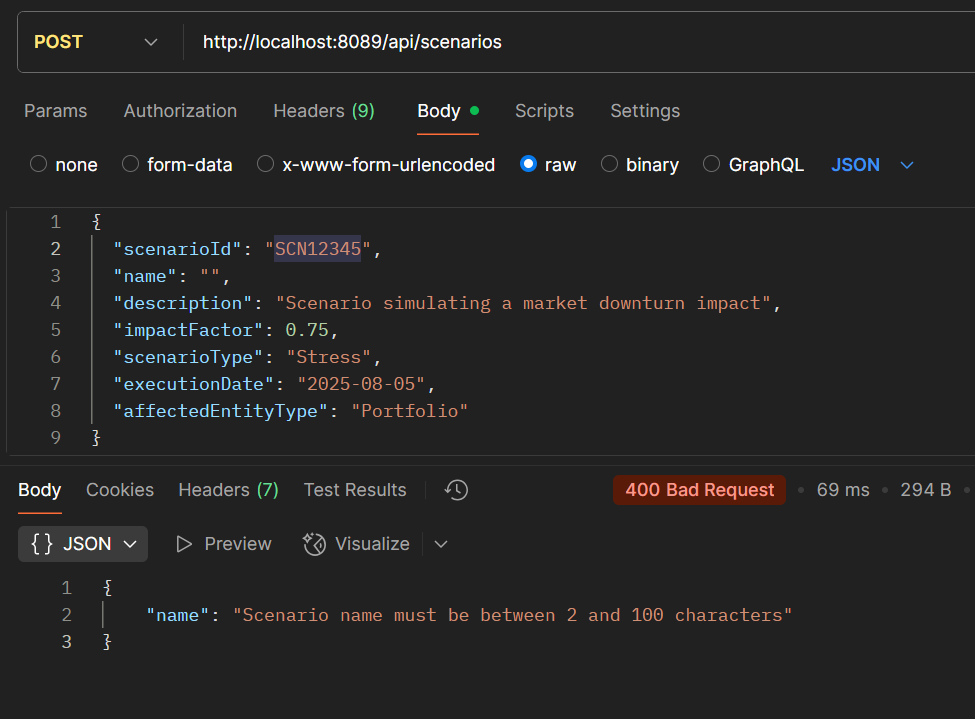 POST http://localhost:8089/api/scenarios
Params Authorization Headers (9) Body Scripts Settings
none form-data x-www-form-urlencoded raw binary GraphQL JSON
1 {
2 "scenarioId": "SCN12345",
3 "name": "",
4 "description": "Scenario simulating a market downturn impact",
5 "impactFactor": 0.75,
6 "scenarioType": "Stress",
7 "executionDate": "2025-08-05",
8 "affectedEntityType": "Portfolio"
9 }
Body Cookies Headers (7) Test Results 400 Bad Request • 69 ms • 294 B •
{} JSON Preview Visualize
1 {
2 "name": "Scenario name must be between 2 and 100 characters"
3 }